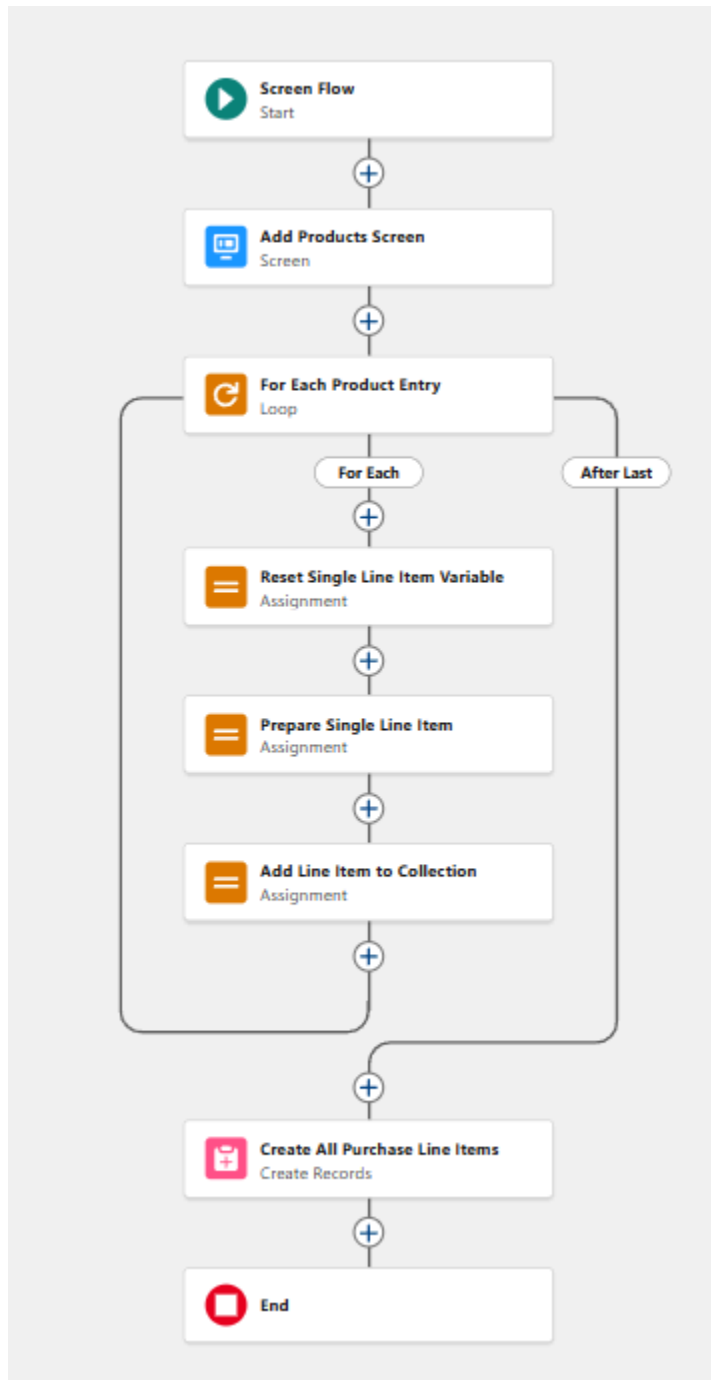 Screen Flow
Start
Add Products Screen
Screen
For Each Product Entry
Loop
For Each
After Last
Reset Single Line Item Variable
Assignment
Prepare Single Line Item
Assignment
Add Line Item to Collection
Assignment
Create All Purchase Line Items
Create Records
End